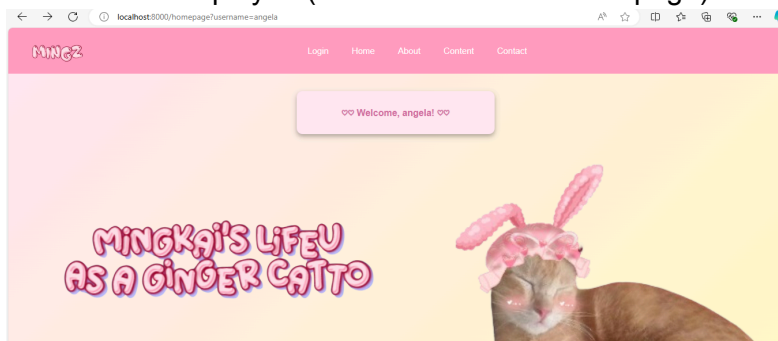 localhost:8000/homepage?username=angela
MINGZ
Login Home About Content Contact
♡♡ Welcome, angela! ♡♡
MINGKAI'S LIFEU
AS A GINGER CATTO